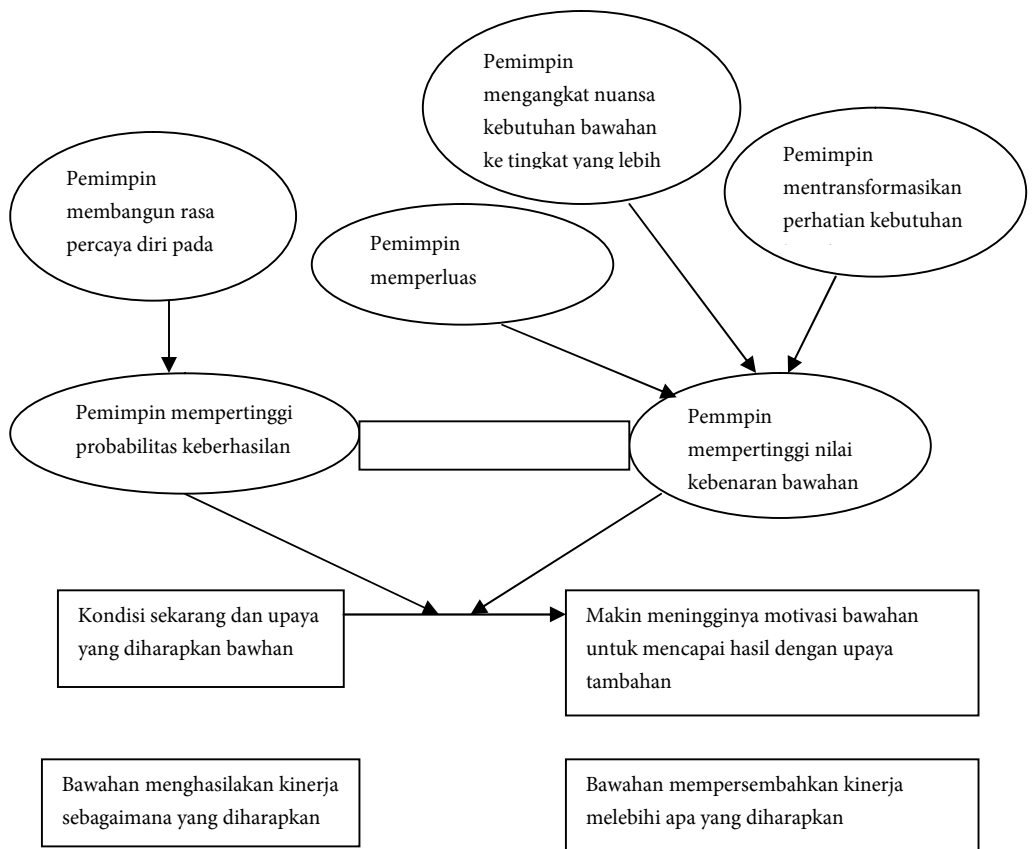 Pemimpin
mengangkat nuansa
kebutuhan bawahan
ke tingkat yang lebih
Pemimpin
mentransformasikan
perhatian kebutuhan
Pemimpin
membangun rasa
percaya diri pada
Pemimpin
memperluas
Pemimpin mempertinggi
probabilitas keberhasilan
Pemmpin
mempertinggi nilai
kebenaran bawahan
Kondisi sekarang dan upaya
yang diharapkan bawhan
Makin meningginya motivasi bawahan
untuk mencapai hasil dengan upaya
tambahan
Bawahan menghasilakan kinerja
sebagaimana yang diharapkan
Bawahan mempersembahkan kinerja
melebihi apa yang diharapkan